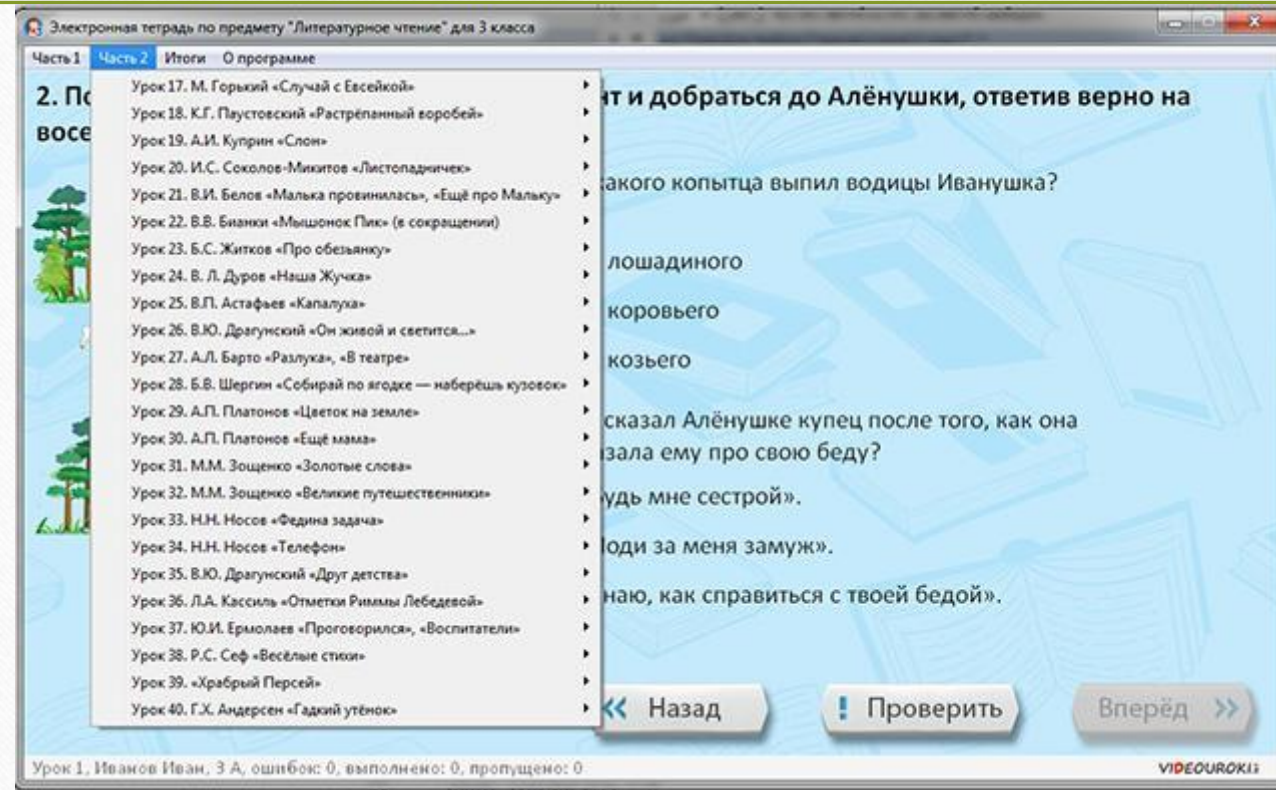 Электронная тетрадь по предмету "Литературное чтение" для 3 класса
Часть 1 Часть 2 Итоги О программе
Урок 17. М. Горький «Случай с Евсейкой»
Урок 18. К.Г. Паустовский «Растрёпанный воробей»
Урок 19. А.И. Куприн «Слон»
Урок 20. И.С. Соколов-Микитов «Листопадничек»
Урок 21. В.И. Белов «Малька провинилась», «Ещё про Мальку»
Урок 22. В.В. Бианки «Мышонок Пик» (в сокращении)
Урок 23. Б.С. Житков «Про обезьянку»
Урок 24. В. Л. Дуров «Наша Жучка»
Урок 25. В.П. Астафьев «Капалуха»
Урок 26. В.Ю. Драгунский «Он живой и светится...»
Урок 27. А.Л. Барто «Разлука», «В театре»
Урок 28. Б.В. Шергин «Собирай по ягодке — наберёшь кузовок»
Урок 29. А.П. Платонов «Цветок на земле»
Урок 30. А.П. Платонов «Ещё мама»
Урок 31. М.М. Зощенко «Золотые слова»
Урок 32. М.М. Зощенко «Великие путешественники»
Урок 33. Н.Н. Носов «Федина задача»
Урок 34. Н.Н. Носов «Телефон»
Урок 35. В.Ю. Драгунский «Друг детства»
Урок 36. Л.А. Кассиль «Отметки Риммы Лебедевой»
Урок 37. Ю.И. Ермолаев «Проговорился», «Воспитатели»
Урок 38. Р.С. Сеф «Весёлые стихи»
Урок 39. «Храбрый Персей»
Урок 40. Г.Х. Андерсен «Гадкий утёнок»
2. По нт и добраться до Алёнушки, ответив верно на
восе
акого копытца выпил водицы Иванушка?
лошадиного
коровьего
козьего
сказал Алёнушке купец после того, как она
зала ему про свою беду?
удь мне сестрой».
оди за меня замуж».
наю, как справиться с твоей бедой».
Назад ! Проверить Вперёд
Урок 1, Иванов Иван, 3 А, ошибок: 0, выполнено: 0, пропущено: 0
VIDEOUROKI